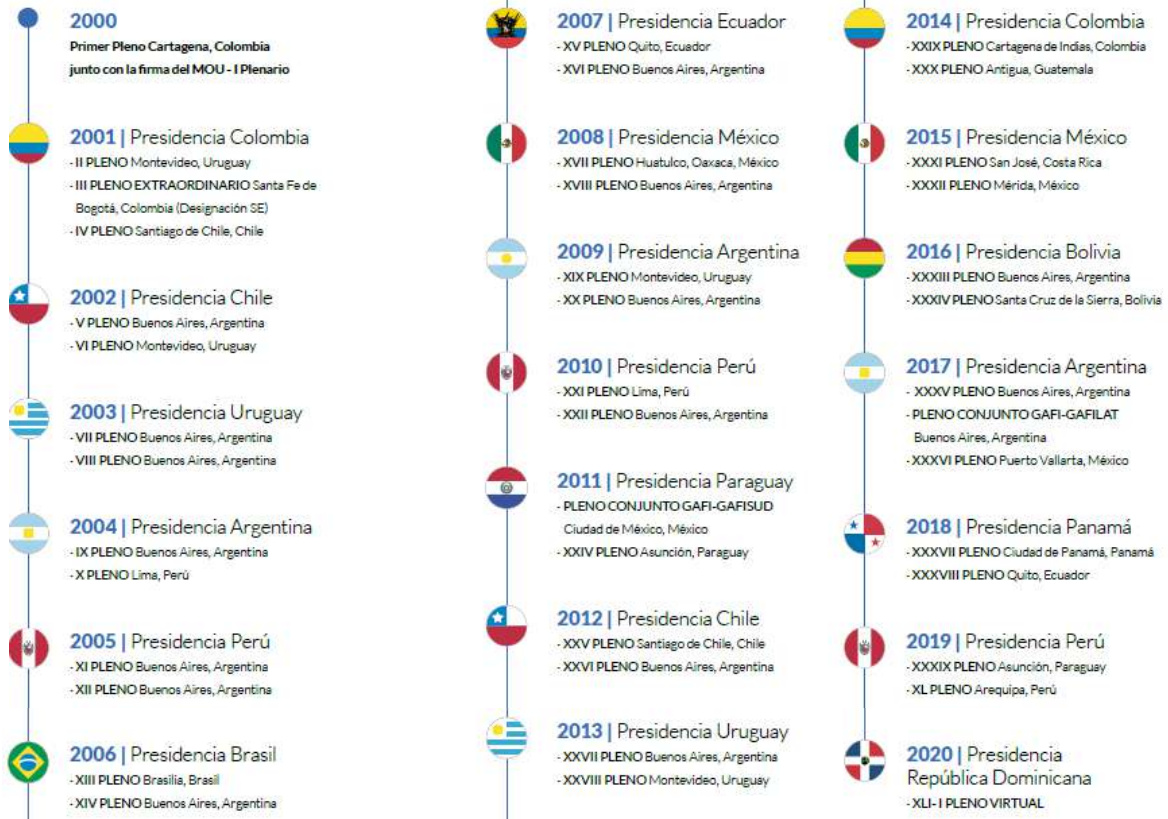 2000
Primer Pleno Cartagena, Colombia
junto con la firma del MOU - I Plenario
2001 | Presidencia Colombia
- II PLENO Montevideo, Uruguay
- III PLENO EXTRAORDINARIO Santa Fe de
Bogotá, Colombia (Designación SE)
- IV PLENO Santiago de Chile, Chile
2002 | Presidencia Chile
- V PLENO Buenos Aires, Argentina
- VI PLENO Montevideo, Uruguay
2003 | Presidencia Uruguay
- VII PLENO Buenos Aires, Argentina
- VIII PLENO Buenos Aires, Argentina
2004 | Presidencia Argentina
- IX PLENO Buenos Aires, Argentina
- X PLENO Lima, Perú
2005 | Presidencia Perú
- XI PLENO Buenos Aires, Argentina
- XII PLENO Buenos Aires, Argentina
2006 | Presidencia Brasil
- XIII PLENO Brasilia, Brasil
- XIV PLENO Buenos Aires, Argentina
2007 | Presidencia Ecuador
- XV PLENO Quito, Ecuador
- XVI PLENO Buenos Aires, Argentina
2008 | Presidencia México
- XVII PLENO Huatulco, Oaxaca, México
- XVIII PLENO Buenos Aires, Argentina
2009 | Presidencia Argentina
- XIX PLENO Montevideo, Uruguay
- XX PLENO Buenos Aires, Argentina
2010 | Presidencia Perú
- XXI PLENO Lima, Perú
- XXII PLENO Buenos Aires, Argentina
2011 | Presidencia Paraguay
- PLENO CONJUNTO GAFI-GAFISUD
Ciudad de México, México
- XXIV PLENO Asunción, Paraguay
2012 | Presidencia Chile
- XXV PLENO Santiago de Chile, Chile
- XXVI PLENO Buenos Aires, Argentina
2013 | Presidencia Uruguay
- XXVII PLENO Buenos Aires, Argentina
- XXVIII PLENO Montevideo, Uruguay
2014 | Presidencia Colombia
- XXIX PLENO Cartagena de Indias, Colombia
- XXX PLENO Antigua, Guatemala
2015 | Presidencia México
- XXXI PLENO San José, Costa Rica
- XXXII PLENO Mérida, México
2016 | Presidencia Bolivia
- XXXIII PLENO Buenos Aires, Argentina
- XXXIV PLENO Santa Cruz de la Sierra, Bolivia
2017 | Presidencia Argentina
- XXXV PLENO Buenos Aires, Argentina
- PLENO CONJUNTO GAFI-GAFILAT
Buenos Aires, Argentina
- XXXVI PLENO Puerto Vallarta, México
2018 | Presidencia Panamá
- XXXVII PLENO Ciudad de Panamá, Panamá
- XXXVIII PLENO Quito, Ecuador
2019 | Presidencia Perú
- XXXIX PLENO Asunción, Paraguay
- XL PLENO Arequipa, Perú
2020 | Presidencia
República Dominicana
- XLI- I PLENO VIRTUAL